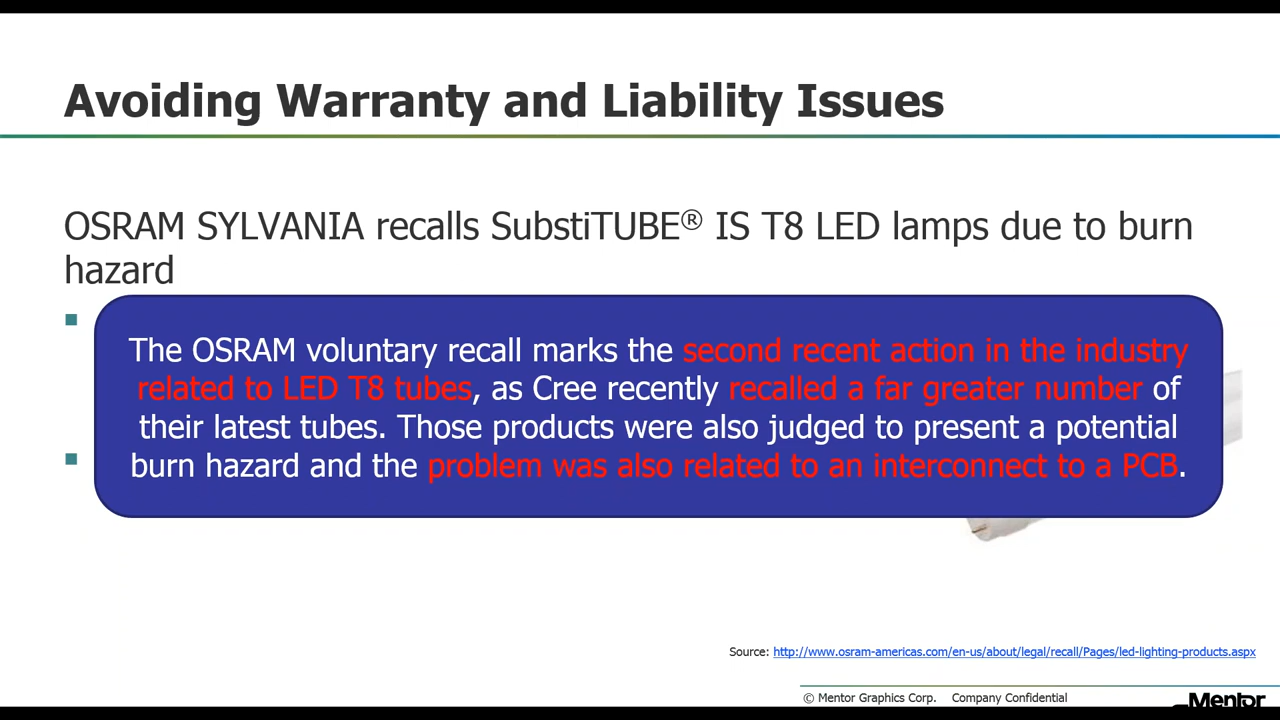 Avoiding Warranty and Liability Issues
OSRAM SYLVANIA recalls SubstiTUBE® IS T8 LED lamps due to burn
hazard
The OSRAM voluntary recall marks the second recent action in the industry
related to LED T8 tubes, as Cree recently recalled a far greater number of
their latest tubes. Those products were also judged to present a potential
burn hazard and the problem was also related to an interconnect to a PCB.
Source: http://www.osram-americas.com/en-us/about/legal/recall/Pages/led-lighting-products.aspx
© Mentor Graphics Corp. Company Confidential
Mentor